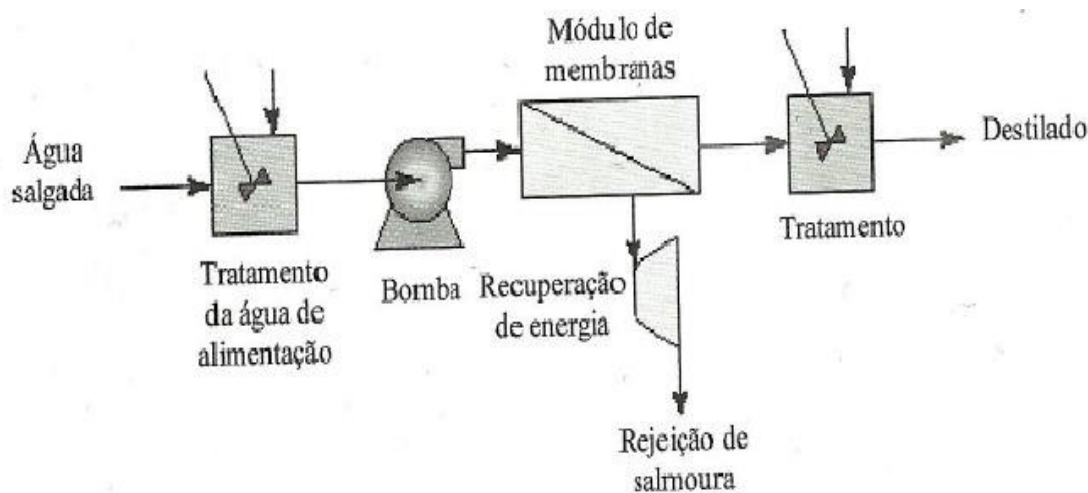 Módulo de
membranas
Água
salgada
Destilado
Tratamento
da água de
alimentação
Bomba
Recuperação
de energia
Tratamento
Rejeição de
salmoura